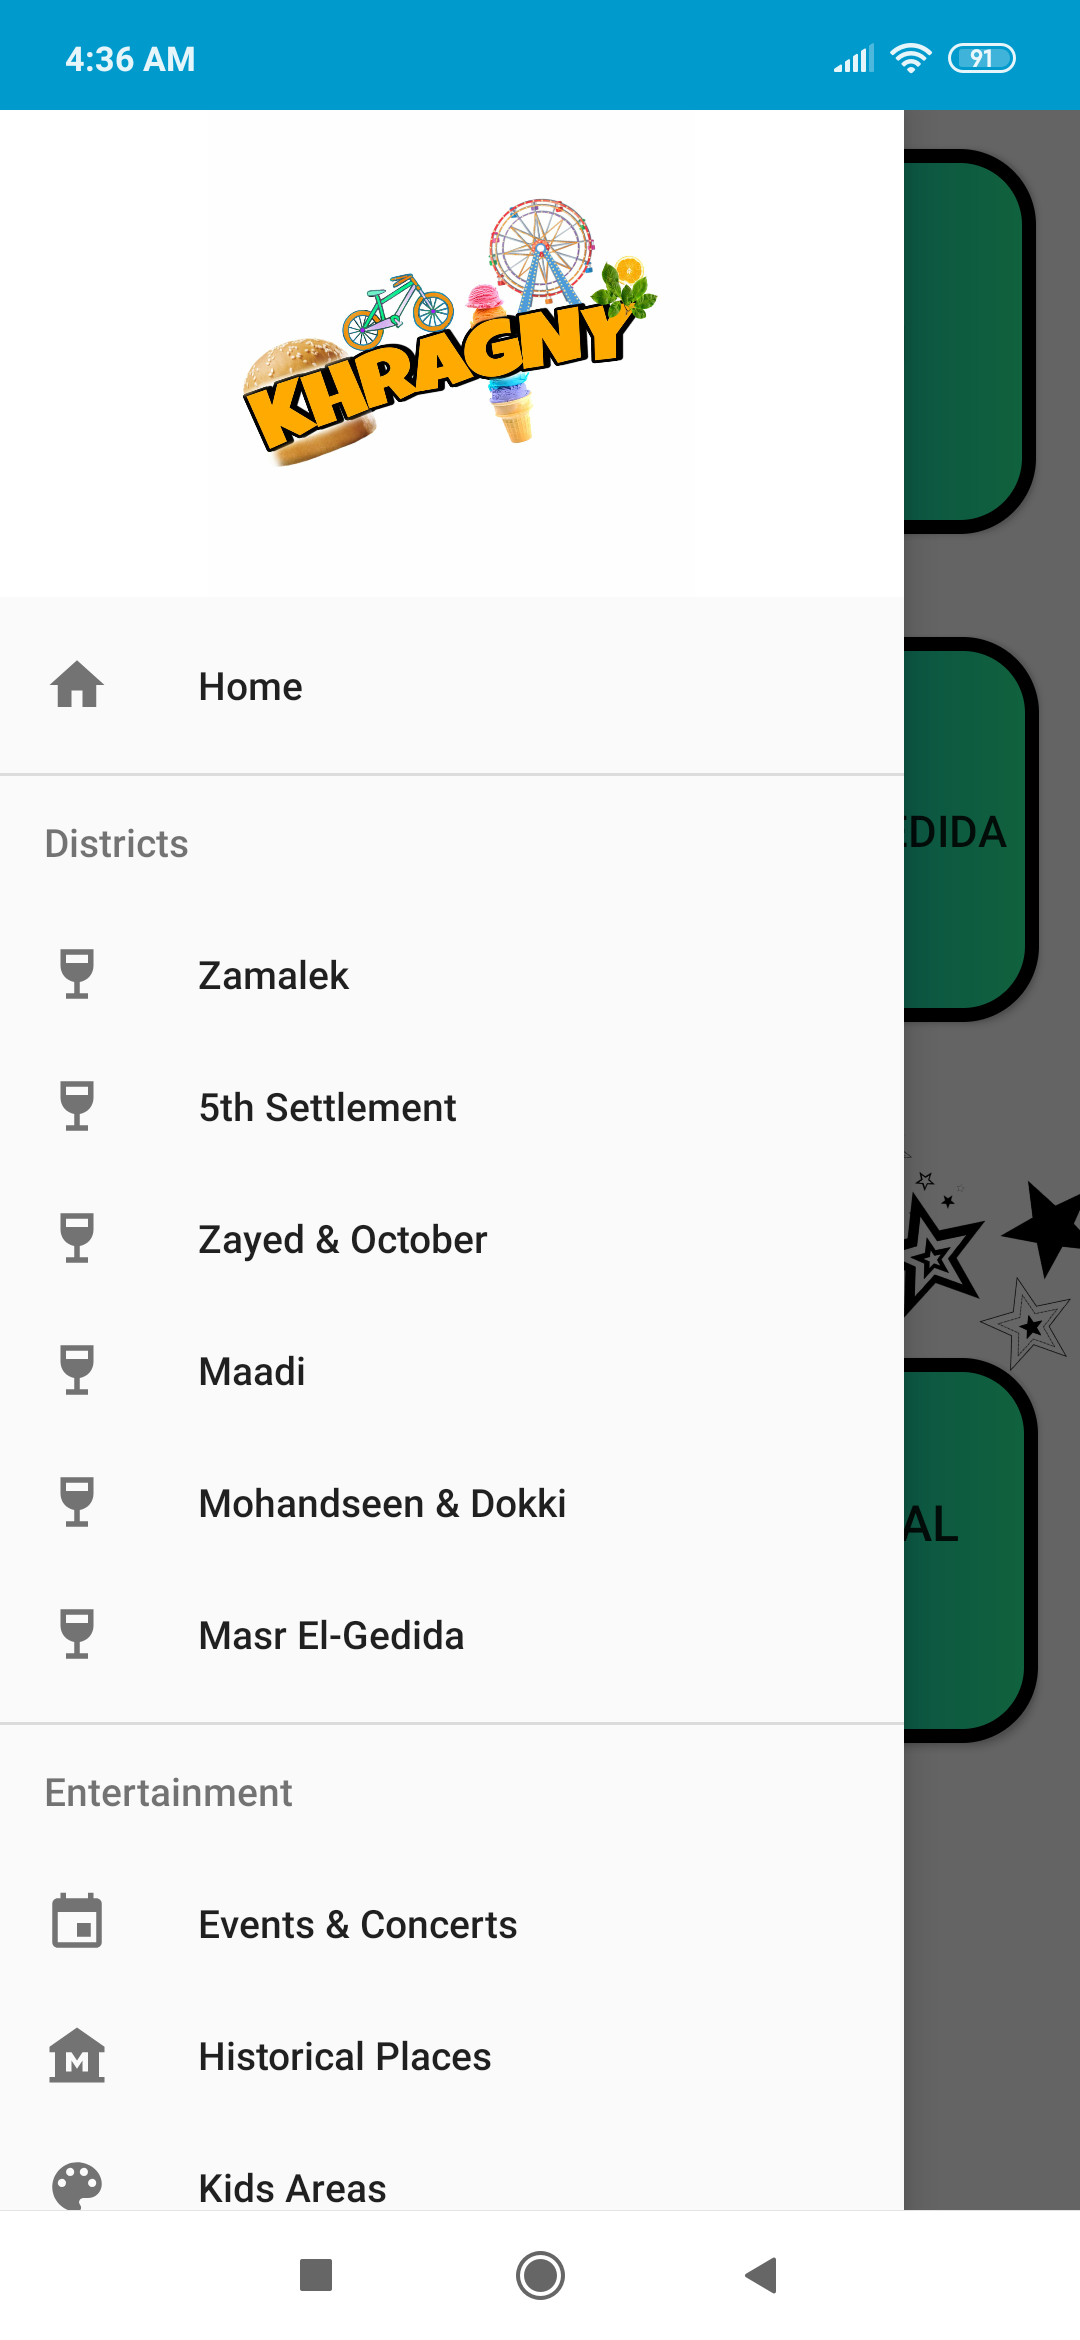 4:36 AM
91
KHRAGNY
Home
Districts
EDIDA
Zamalek
5th Settlement
Zayed & October
Maadi
Mohandseen & Dokki
AL
Masr El-Gedida
Entertainment
Events & Concerts
M
Historical Places
Kids Areas